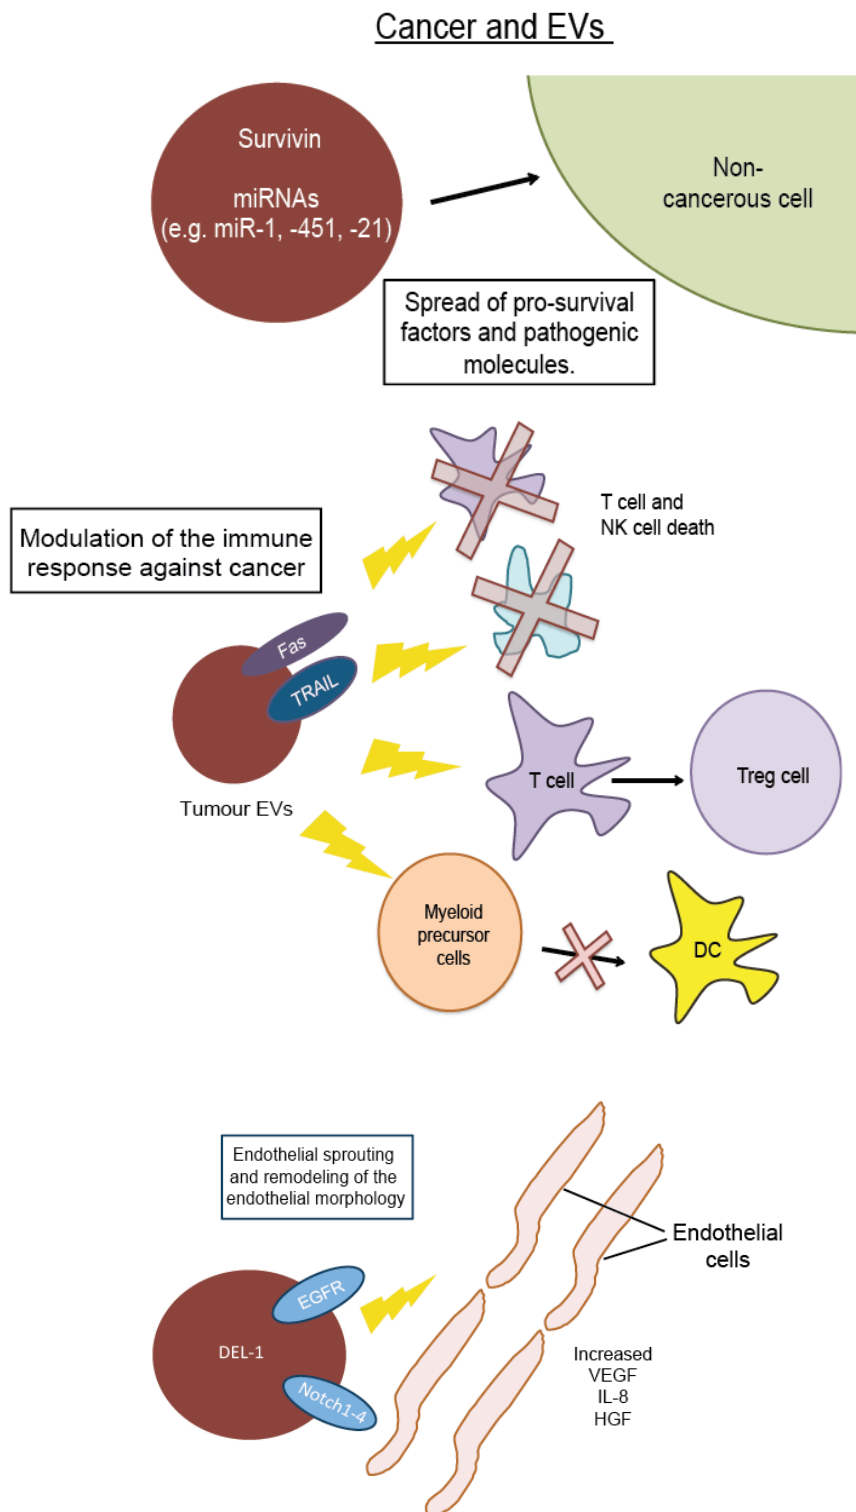 Cancer and EVs
Survivin
miRNAs
(e.g. miR-1, -451, -21)
Non-
cancerous cell
Spread of pro-survival
factors and pathogenic
molecules.
T cell and
NK cell death
Modulation of the immune
response against cancer
Fas
TRAIL
Tumour EVs
T cell
Treg cell
Myeloid
precursor
cells
DC
Endothelial sprouting
and remodeling of the
endothelial morphology
Endothelial
cells
EGFR
DEL-1
Notch1-4
Increased
VEGF
IL-8
HGF